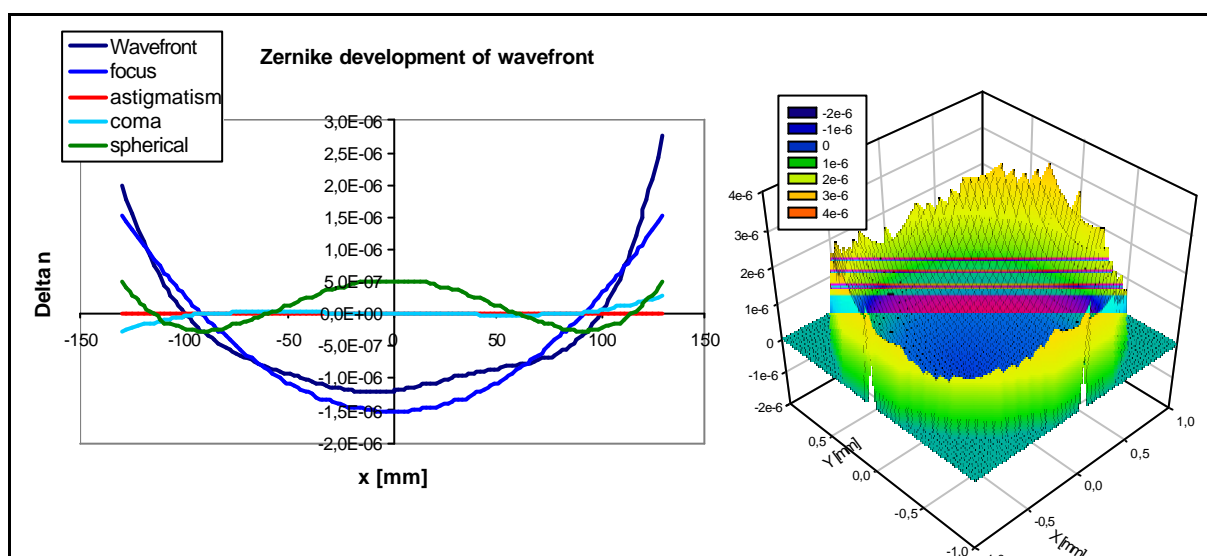 Wavefront
focus
astigmatism
coma
spherical
Zernike development of wavefront
3,0E-06
2,5E-06
2,0E-06
1,5E-06
1,0E-06
5,0E-07
0,0E+00
-5,0E-07
-1,0E-06
-1,5E-06
-2,0E-06
-150
-100
-50
0
50
100
150
Delta n
x [mm]
-2e-6
-1e-6
0
1e-6
2e-6
3e-6
4e-6
4e-6
3e-6
2e-6
1e-6
0
-1e-6
-2e-6
0,5
0,0
-0,5
-1,0
Y [mm]
1,0
0,5
0,0
-0,5
X [mm]